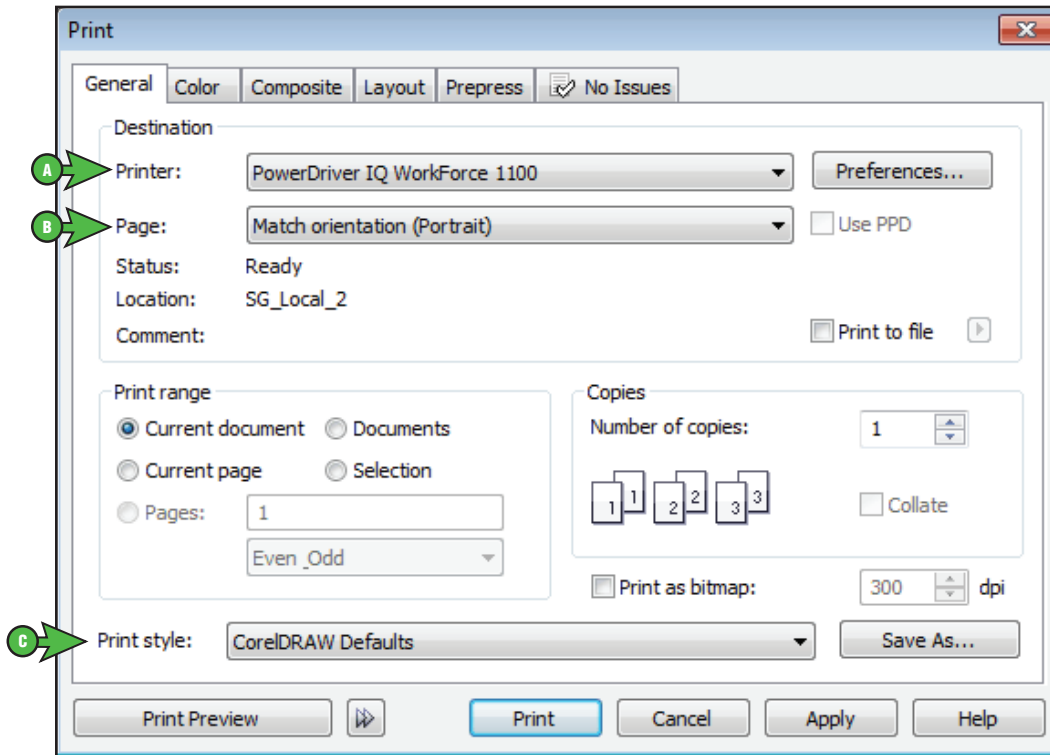 Print
General Color Composite Layout Prepress No Issues
Destination
A Printer: PowerDriver IQ WorkForce 1100 Preferences...
B Page: Match orientation (Portrait) Use PPD
Status: Ready
Location: SG_Local_2
Comment: Print to file
Print range
Current document Documents
Current page Selection
Pages: 1
Even_Odd
Copies
Number of copies: 1
1 1 2 2 3 3
Collate
Print as bitmap: 300 dpi
C Print style: CorelDRAW Defaults Save As...
Print Preview Print Cancel Apply Help